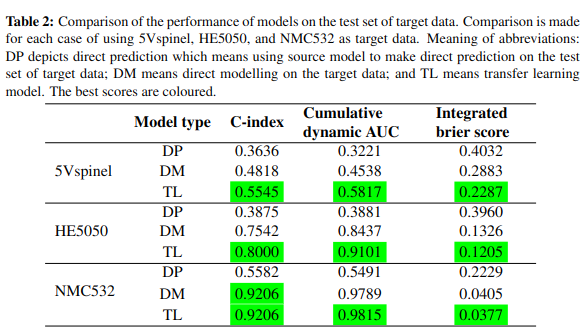 Table 2: Comparison of the performance of models on the test set of target data. Comparison is made
for each case of using 5Vspinel, HE5050, and NMC532 as target data. Meaning of abbreviations:
DP depicts direct prediction which means using source model to make direct prediction on the test
set of target data; DM means direct modelling on the target data; and TL means transfer learning
model. The best scores are coloured.
Model type C-index Cumulative dynamic AUC Integrated brier score
DP 0.3636 0.3221 0.4032
5Vspinel DM 0.4818 0.4538 0.2883
TL 0.5545 0.5817 0.2287
DP 0.3875 0.3881 0.3960
HE5050 DM 0.7542 0.8437 0.1326
TL 0.8000 0.9101 0.1205
DP 0.5582 0.5491 0.2229
NMC532 DM 0.9206 0.9789 0.0405
TL 0.9206 0.9815 0.0377